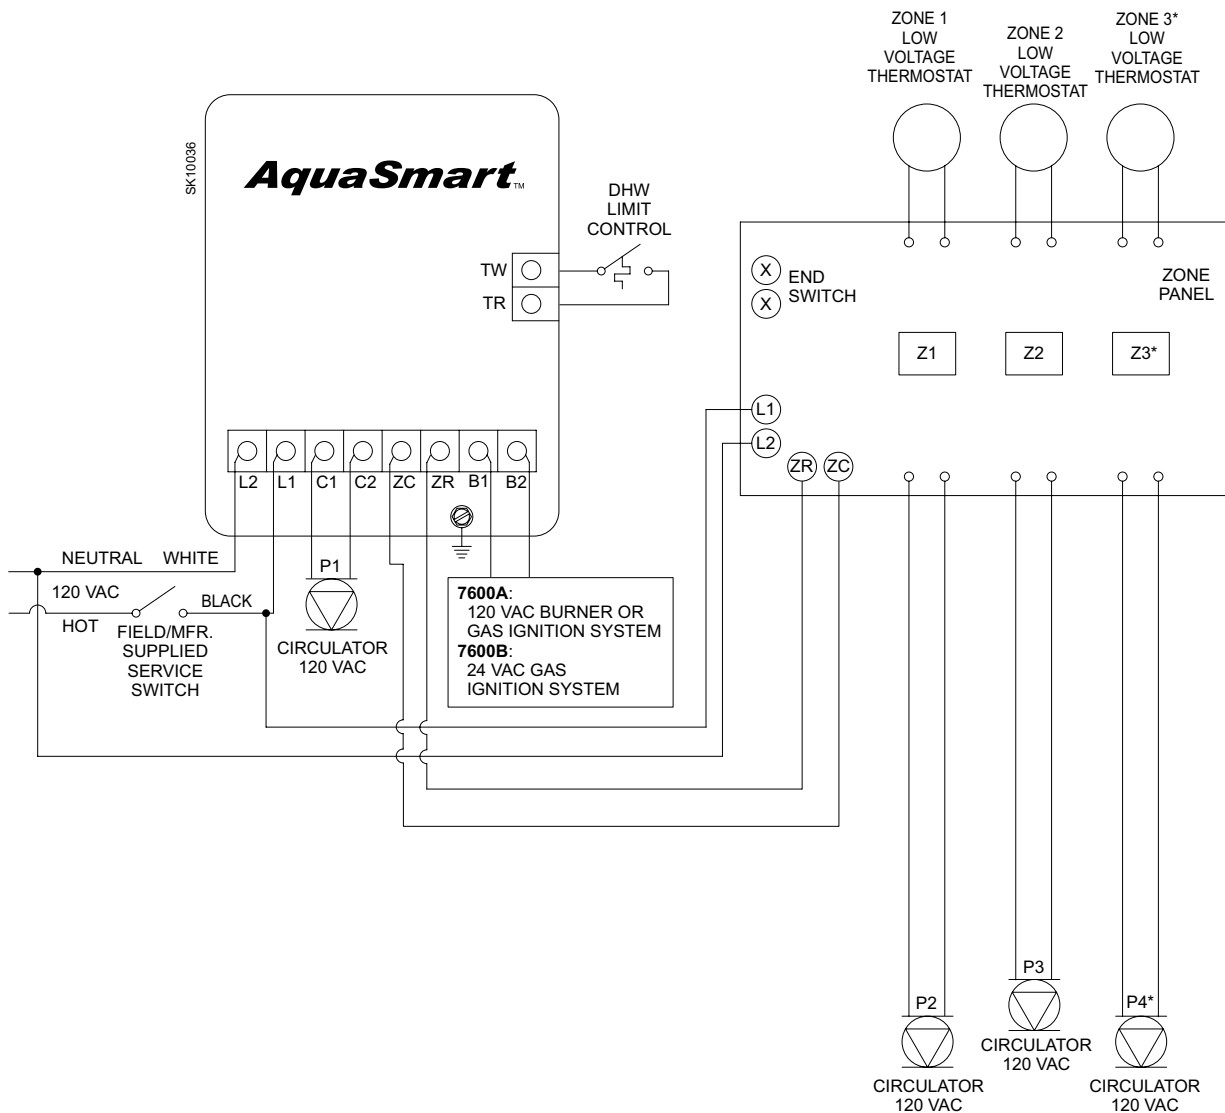 ZONE 1
LOW
VOLTAGE
THERMOSTAT
ZONE 2
LOW
VOLTAGE
THERMOSTAT
ZONE 3*
LOW
VOLTAGE
THERMOSTAT
SK10036
AquaSmart™
DHW
LIMIT
CONTROL
TW
TR
X
X
END
SWITCH
ZONE
PANEL
Z1
Z2
Z3*
L1
L2
ZR
ZC
L2
L1
C1
C2
ZC
ZR
B1
B2
NEUTRAL WHITE
120 VAC
HOT
BLACK
FIELD/MFR.
SUPPLIED
SERVICE
SWITCH
P1
CIRCULATOR
120 VAC
7600A:
120 VAC BURNER OR
GAS IGNITION SYSTEM
7600B:
24 VAC GAS
IGNITION SYSTEM
P2
CIRCULATOR
120 VAC
P3
CIRCULATOR
120 VAC
P4*
CIRCULATOR
120 VAC